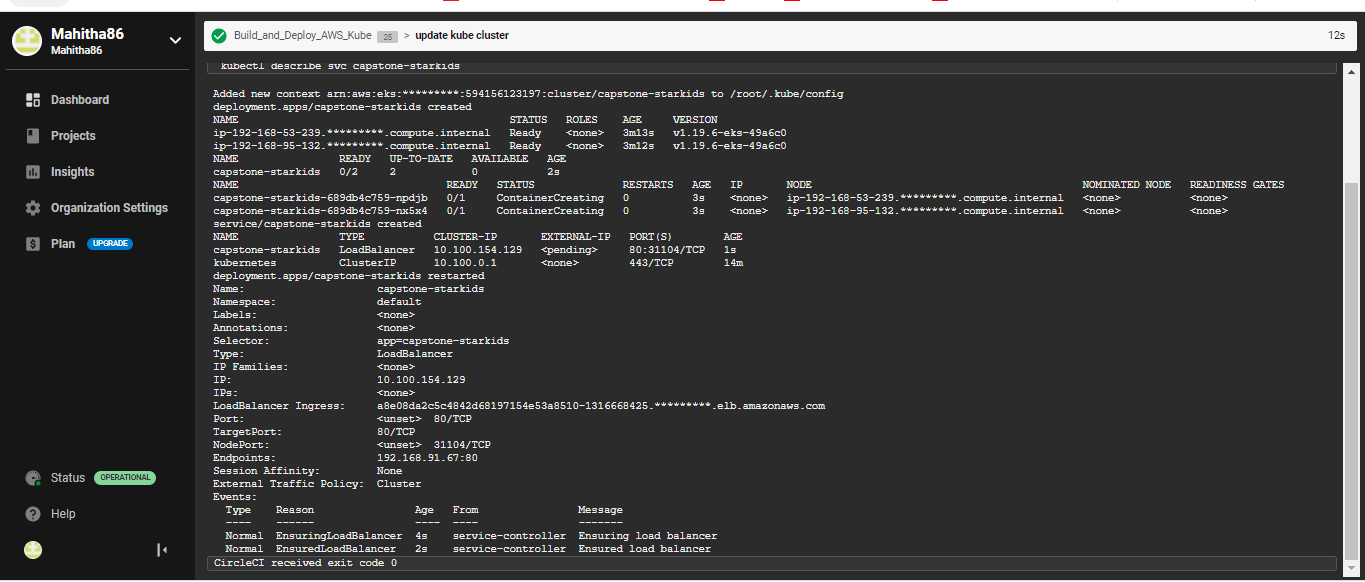 Mahitha86
Mahitha86
Dashboard
Projects
Insights
Organization Settings
Plan UPGRADE
Status OPERATIONAL
Help
Build_and_Deploy_AWS_Kube 25 > update kube cluster 12s
kubectl describe svc capstone-starkids
Added new context arn:aws:eks:*********:594156123197:cluster/capstone-starkids to /root/.kube/config
deployment.apps/capstone-starkids created
NAME STATUS ROLES AGE VERSION
ip-192-168-53-239.*********.compute.internal Ready <none> 3m13s v1.19.6-eks-49a6c0
ip-192-168-95-132.*********.compute.internal Ready <none> 3m12s v1.19.6-eks-49a6c0
NAME READY UP-TO-DATE AVAILABLE AGE
capstone-starkids 0/2 2 0 2s
NAME READY STATUS RESTARTS AGE IP NODE NOMINATED NODE READINESS GATES
capstone-starkids-689db4c759-npdjb 0/1 ContainerCreating 0 3s <none> ip-192-168-53-239.*********.compute.internal <none> <none>
capstone-starkids-689db4c759-nx5x4 0/1 ContainerCreating 0 3s <none> ip-192-168-95-132.*********.compute.internal <none> <none>
service/capstone-starkids created
NAME TYPE CLUSTER-IP EXTERNAL-IP PORT(S) AGE
capstone-starkids LoadBalancer 10.100.154.129 <pending> 80:31104/TCP 1s
kubernetes ClusterIP 10.100.0.1 <none> 443/TCP 14m
deployment.apps/capstone-starkids restarted
Name: capstone-starkids
Namespace: default
Labels: <none>
Annotations: <none>
Selector: app=capstone-starkids
Type: LoadBalancer
IP Families: <none>
IP: 10.100.154.129
IPs: <none>
LoadBalancer Ingress: a8e08da2c5c4842d68197154e53a8510-1316668425.*********.elb.amazonaws.com
Port: <unset> 80/TCP
TargetPort: 80/TCP
NodePort: <unset> 31104/TCP
Endpoints: 192.168.91.67:80
Session Affinity: None
External Traffic Policy: Cluster
Events:
Type Reason Age From Message
---- ------ ---- ---- -------
Normal EnsuringLoadBalancer 4s service-controller Ensuring load balancer
Normal EnsuredLoadBalancer 2s service-controller Ensured load balancer
CircleCI received exit code 0